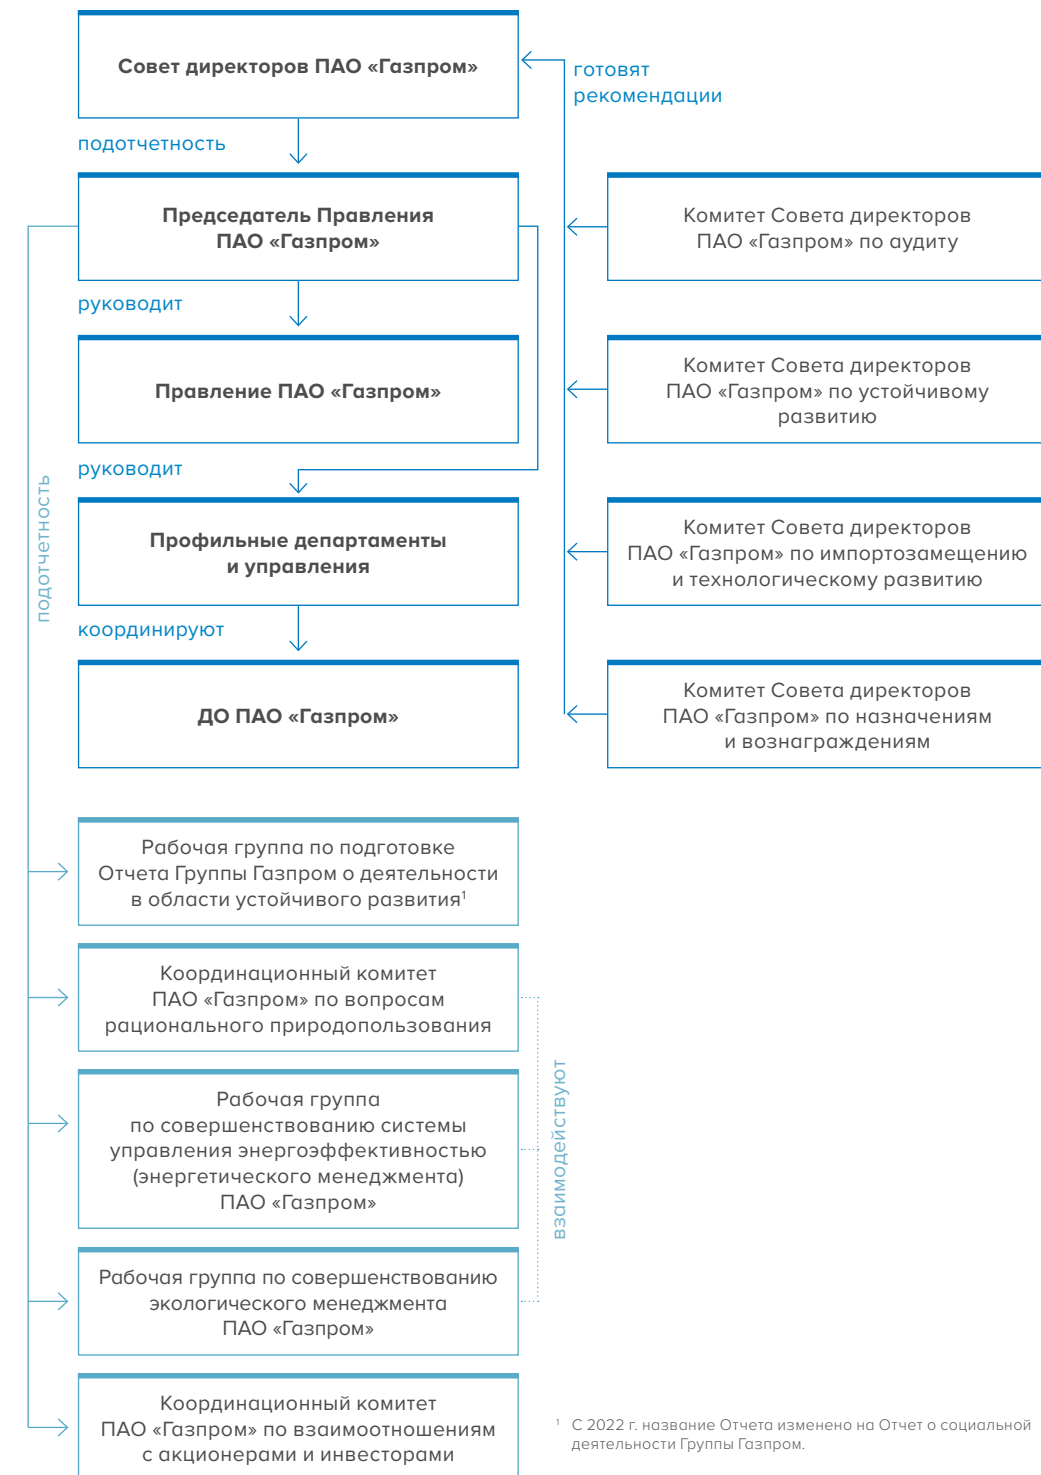 Совет директоров ПАО «Газпром»
готовят
рекомендации
подотчетность
Председатель Правления
ПАО «Газпром»
Комитет Совета директоров
ПАО «Газпром» по аудиту
руководит
Правление ПАО «Газпром»
Комитет Совета директоров
ПАО «Газпром» по устойчивому
развитию
руководит
подотчетность
Профильные департаменты
и управления
Комитет Совета директоров
ПАО «Газпром» по импортозамещению
и технологическому развитию
координируют
ДО ПАО «Газпром»
Комитет Совета директоров
ПАО «Газпром» по назначениям
и вознаграждениям
Рабочая группа по подготовке
Отчета Группы Газпром о деятельности
в области устойчивого развития¹
Координационный комитет
ПАО «Газпром» по вопросам
рационального природопользования
взаимодействуют
Рабочая группа
по совершенствованию системы
управления энергоэффективностью
(энергетического менеджмента)
ПАО «Газпром»
Рабочая группа по совершенствованию
экологического менеджмента
ПАО «Газпром»
Координационный комитет
ПАО «Газпром» по взаимоотношениям
с акционерами и инвесторами
¹ С 2022 г. название Отчета изменено на Отчет о социальной
деятельности Группы Газпром.